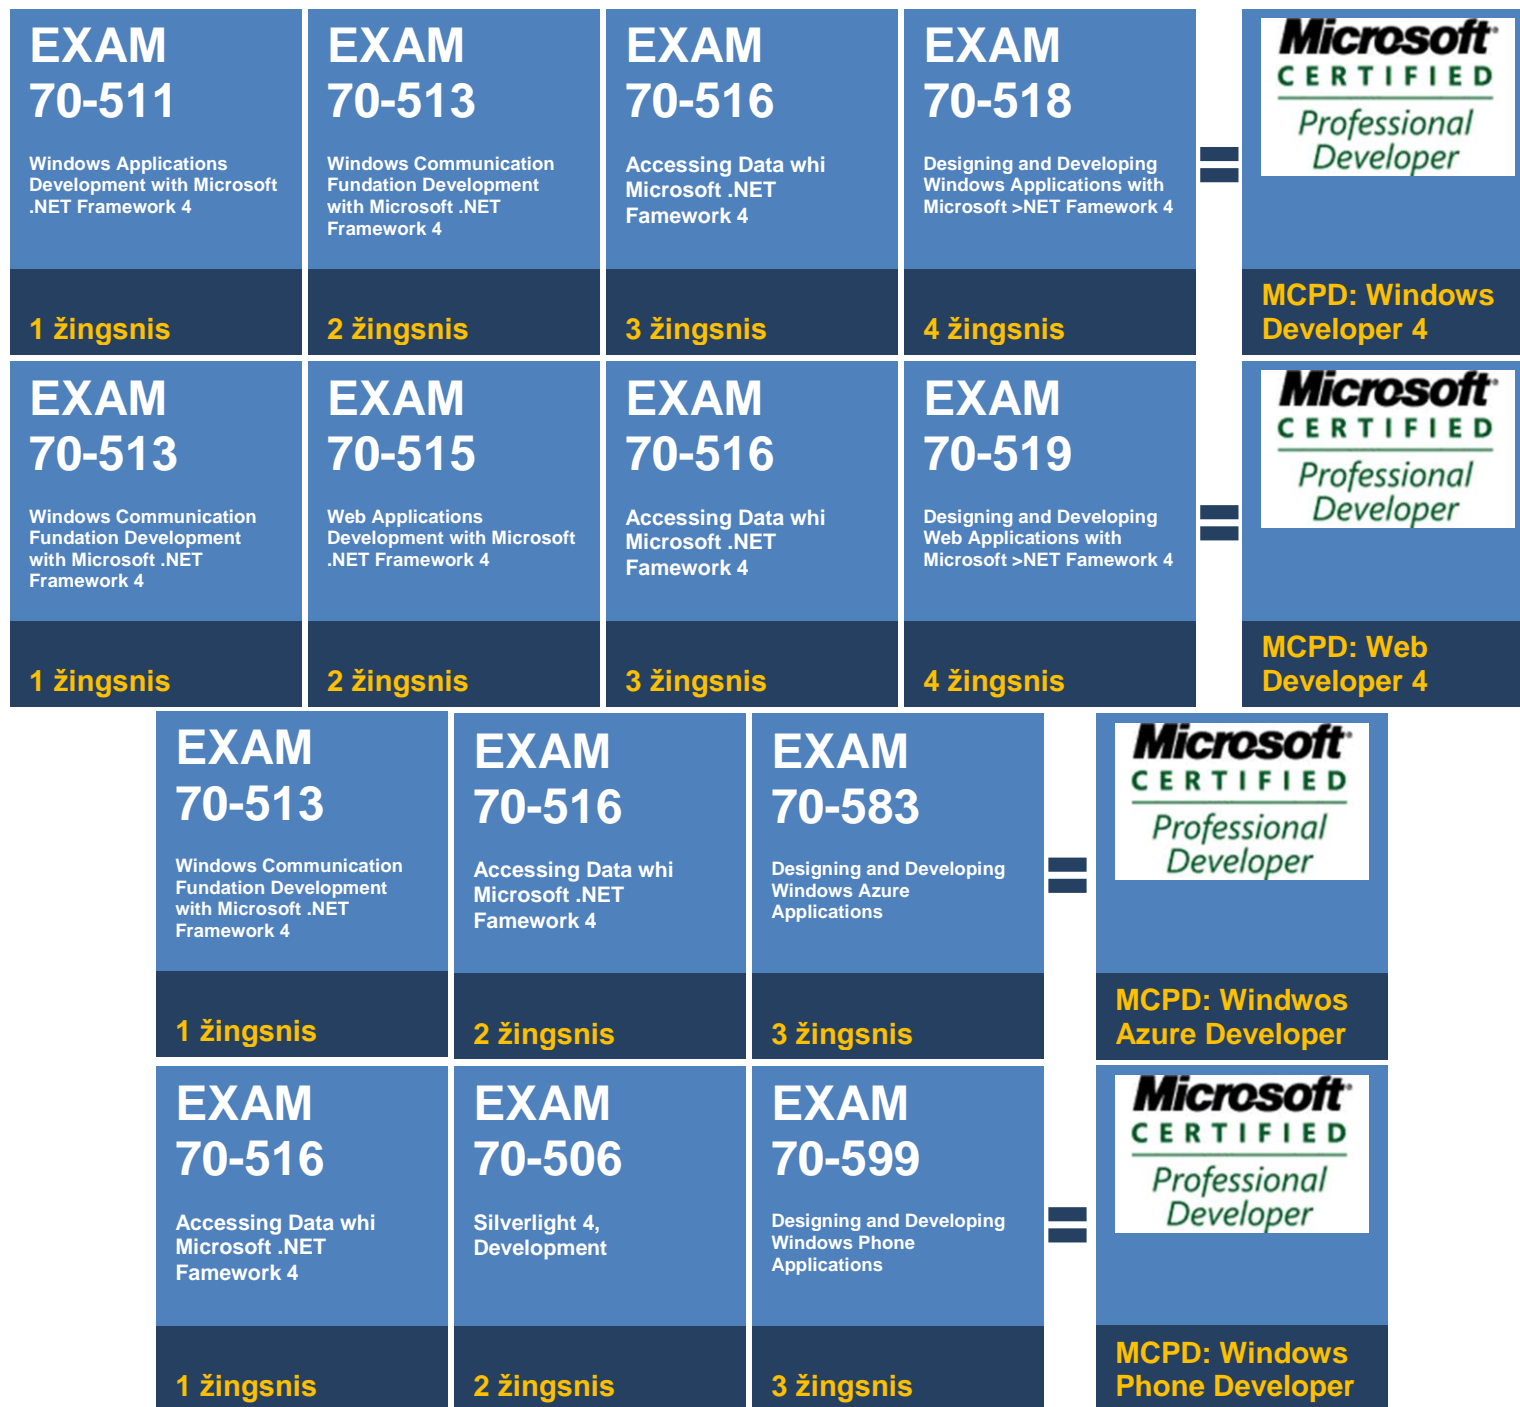 EXAM
70-511
Windows Applications
Development with Microsoft
.NET Framework 4
1 žingsnis
EXAM
70-513
Windows Communication
Fundation Development
with Microsoft .NET
Framework 4
2 žingsnis
EXAM
70-516
Accessing Data whi
Microsoft .NET
Famework 4
3 žingsnis
EXAM
70-518
Designing and Developing
Windows Applications with
Microsoft >NET Famework 4
4 žingsnis
=
Microsoft
CERTIFIED
Professional
Developer
MCPD: Windows
Developer 4
EXAM
70-513
Windows Communication
Fundation Development
with Microsoft .NET
Framework 4
1 žingsnis
EXAM
70-515
Web Applications
Development with Microsoft
.NET Framework 4
2 žingsnis
EXAM
70-516
Accessing Data whi
Microsoft .NET
Famework 4
3 žingsnis
EXAM
70-519
Designing and Developing
Web Applications with
Microsoft >NET Famework 4
4 žingsnis
=
Microsoft
CERTIFIED
Professional
Developer
MCPD: Web
Developer 4
EXAM
70-513
Windows Communication
Fundation Development
with Microsoft .NET
Framework 4
1 žingsnis
EXAM
70-516
Accessing Data whi
Microsoft .NET
Famework 4
2 žingsnis
EXAM
70-583
Designing and Developing
Windows Azure
Applications
3 žingsnis
=
Microsoft®
CERTIFIED
Professional
Developer
MCPD: Windwos
Azure Developer
EXAM
70-516
Accessing Data whi
Microsoft .NET
Famework 4
1 žingsnis
EXAM
70-506
Silverlight 4,
Development
2 žingsnis
EXAM
70-599
Designing and Developing
Windows Phone
Applications
3 žingsnis
=
Microsoft®
CERTIFIED
Professional
Developer
MCPD: Windows
Phone Developer